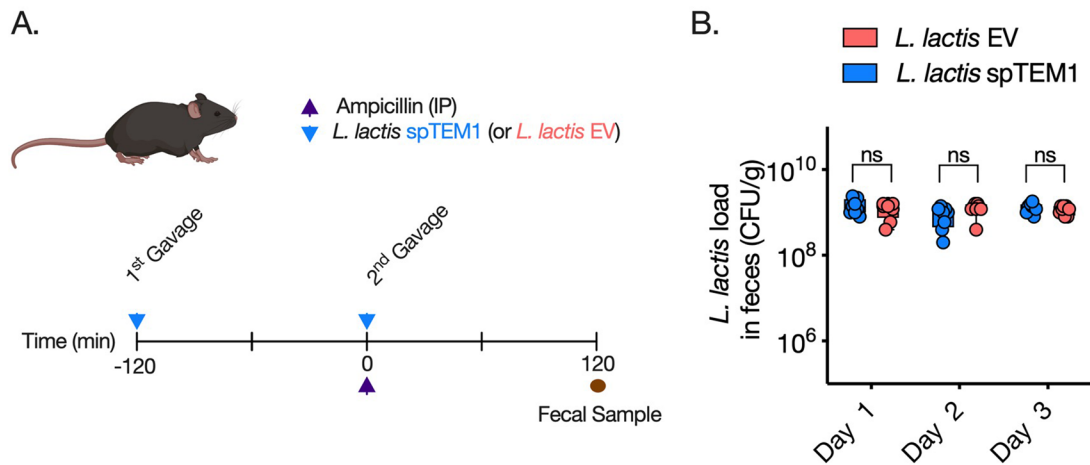 A.
Ampicillin (IP)
L. lactis spTEM1 (or L. lactis EV)
1st Gavage
2nd Gavage
Time (min)
-120
0
120
Fecal Sample
B.
L. lactis EV
L. lactis spTEM1
L. lactis load
in feces (CFU/g)
10^10
10^8
10^6
ns
ns
ns
Day 1
Day 2
Day 3